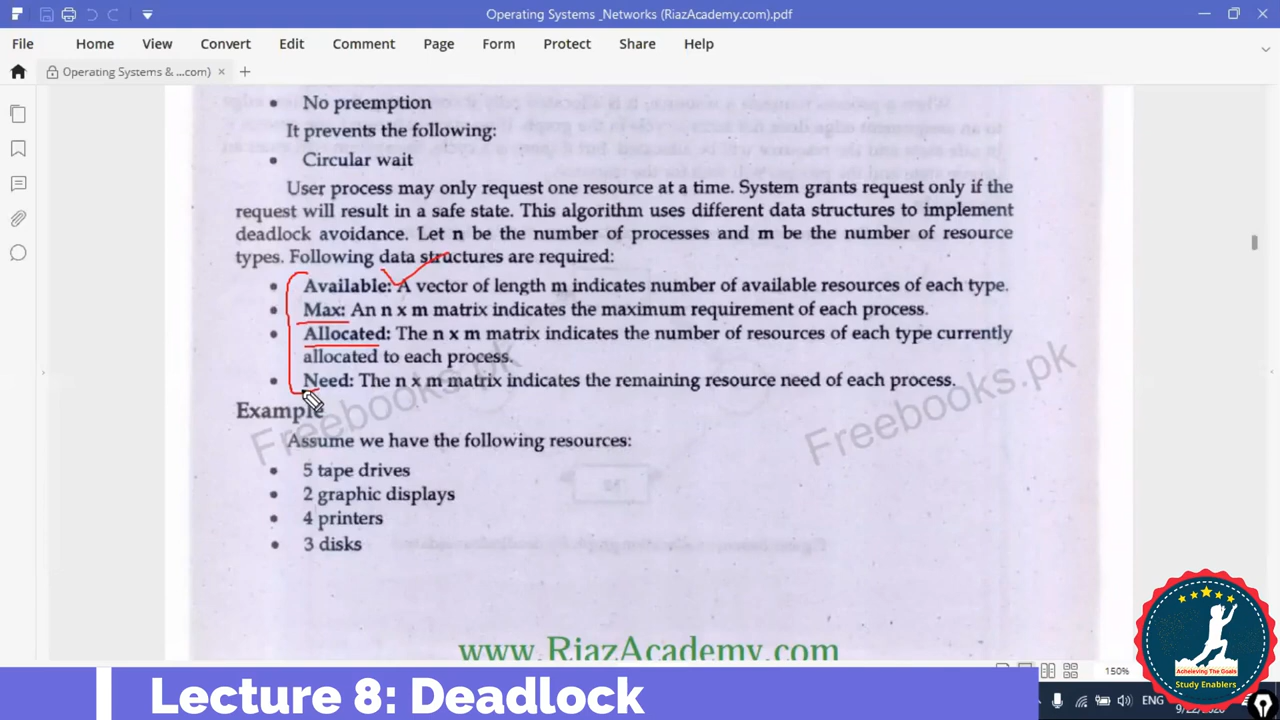 Operating Systems _Networks (RiazAcademy.com).pdf
File Home View Convert Edit Comment Page Form Protect Share Help
Operating Systems & ...com)
• No preemption
It prevents the following:
• Circular wait
User process may only request one resource at a time. System grants request only if the
request will result in a safe state. This algorithm uses different data structures to implement
deadlock avoidance. Let n be the number of processes and m be the number of resource
types. Following data structures are required:
• Available: A vector of length m indicates number of available resources of each type.
• Max: An n x m matrix indicates the maximum requirement of each process.
• Allocated: The n x m matrix indicates the number of resources of each type currently
allocated to each process.
• Need: The n x m matrix indicates the remaining resource need of each process.
Example
Freebooks.pk
Freebooks.pk
Assume we have the following resources:
• 5 tape drives
• 2 graphic displays
• 4 printers
• 3 disks
www.RiazAcademy.com
150%
Lecture 8: Deadlock
ENG
Acheieving The Goals
Study Enablers